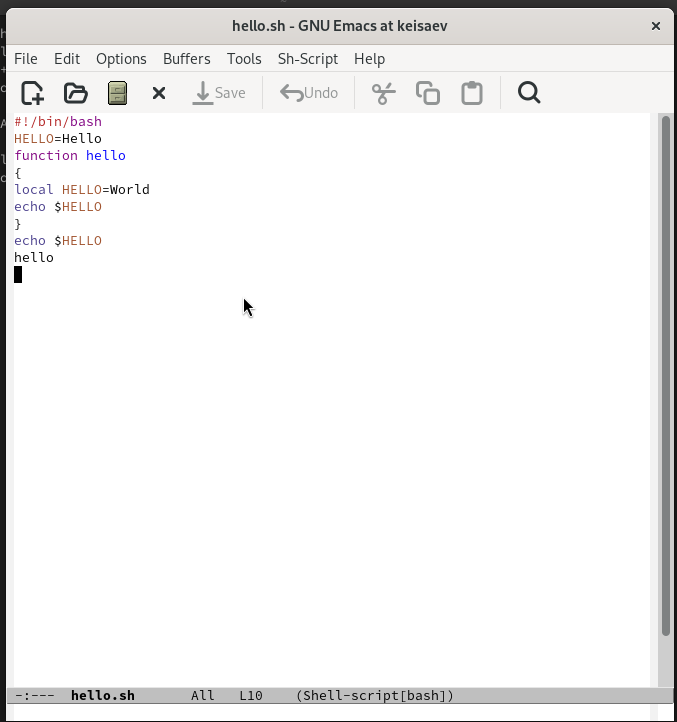 hello.sh - GNU Emacs at keisaev
File Edit Options Buffers Tools Sh-Script Help
Save Undo
#!/bin/bash
HELLO=Hello
function hello
{
local HELLO=World
echo $HELLO
}
echo $HELLO
hello
-:--- hello.sh All L10 (Shell-script[bash])